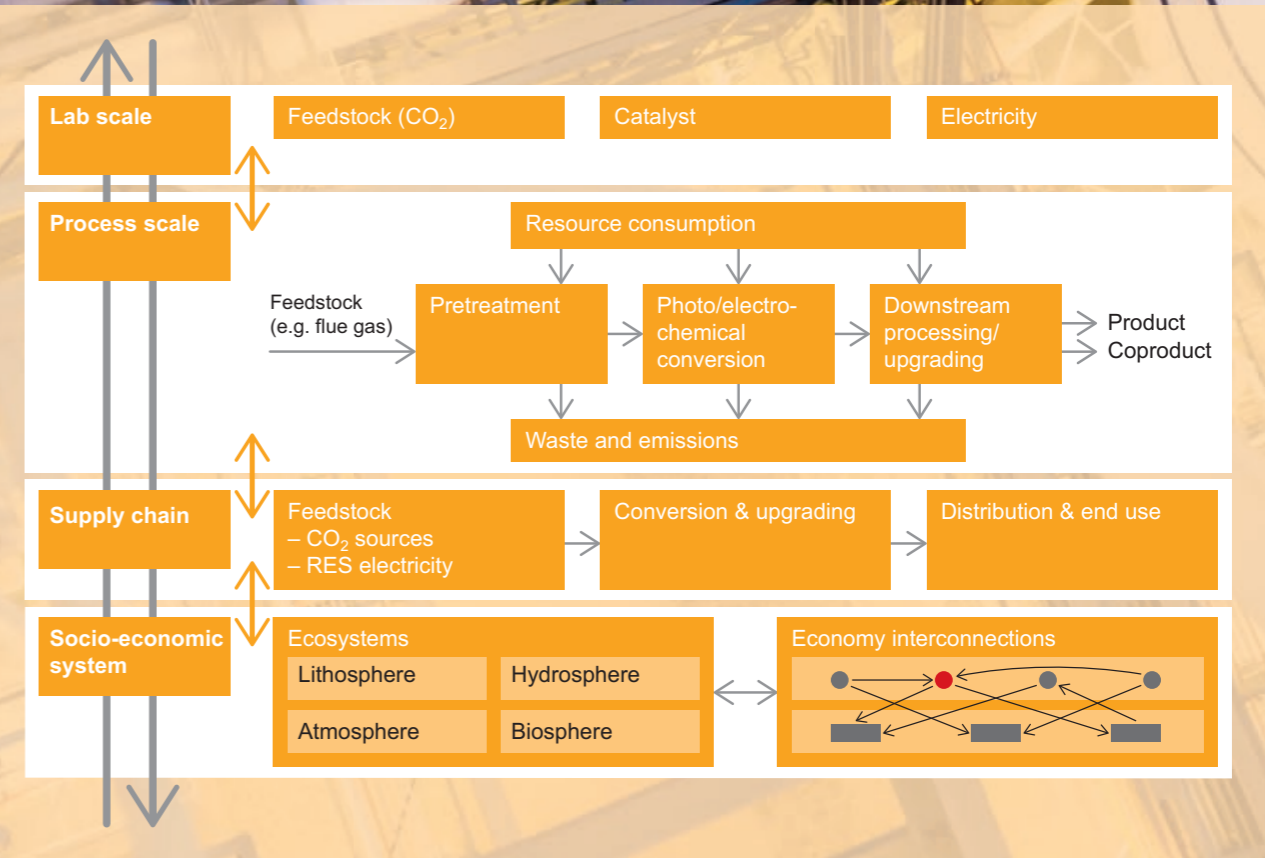 Lab scale
Feedstock (CO₂)
Catalyst
Electricity
Process scale
Resource consumption
Feedstock
(e.g. flue gas)
Pretreatment
Photo/electro-
chemical
conversion
Downstream
processing/
upgrading
Product
Coproduct
Waste and emissions
Supply chain
Feedstock
– CO₂ sources
– RES electricity
Conversion & upgrading
Distribution & end use
Socio-economic
system
Ecosystems
Lithosphere
Hydrosphere
Atmosphere
Biosphere
Economy interconnections